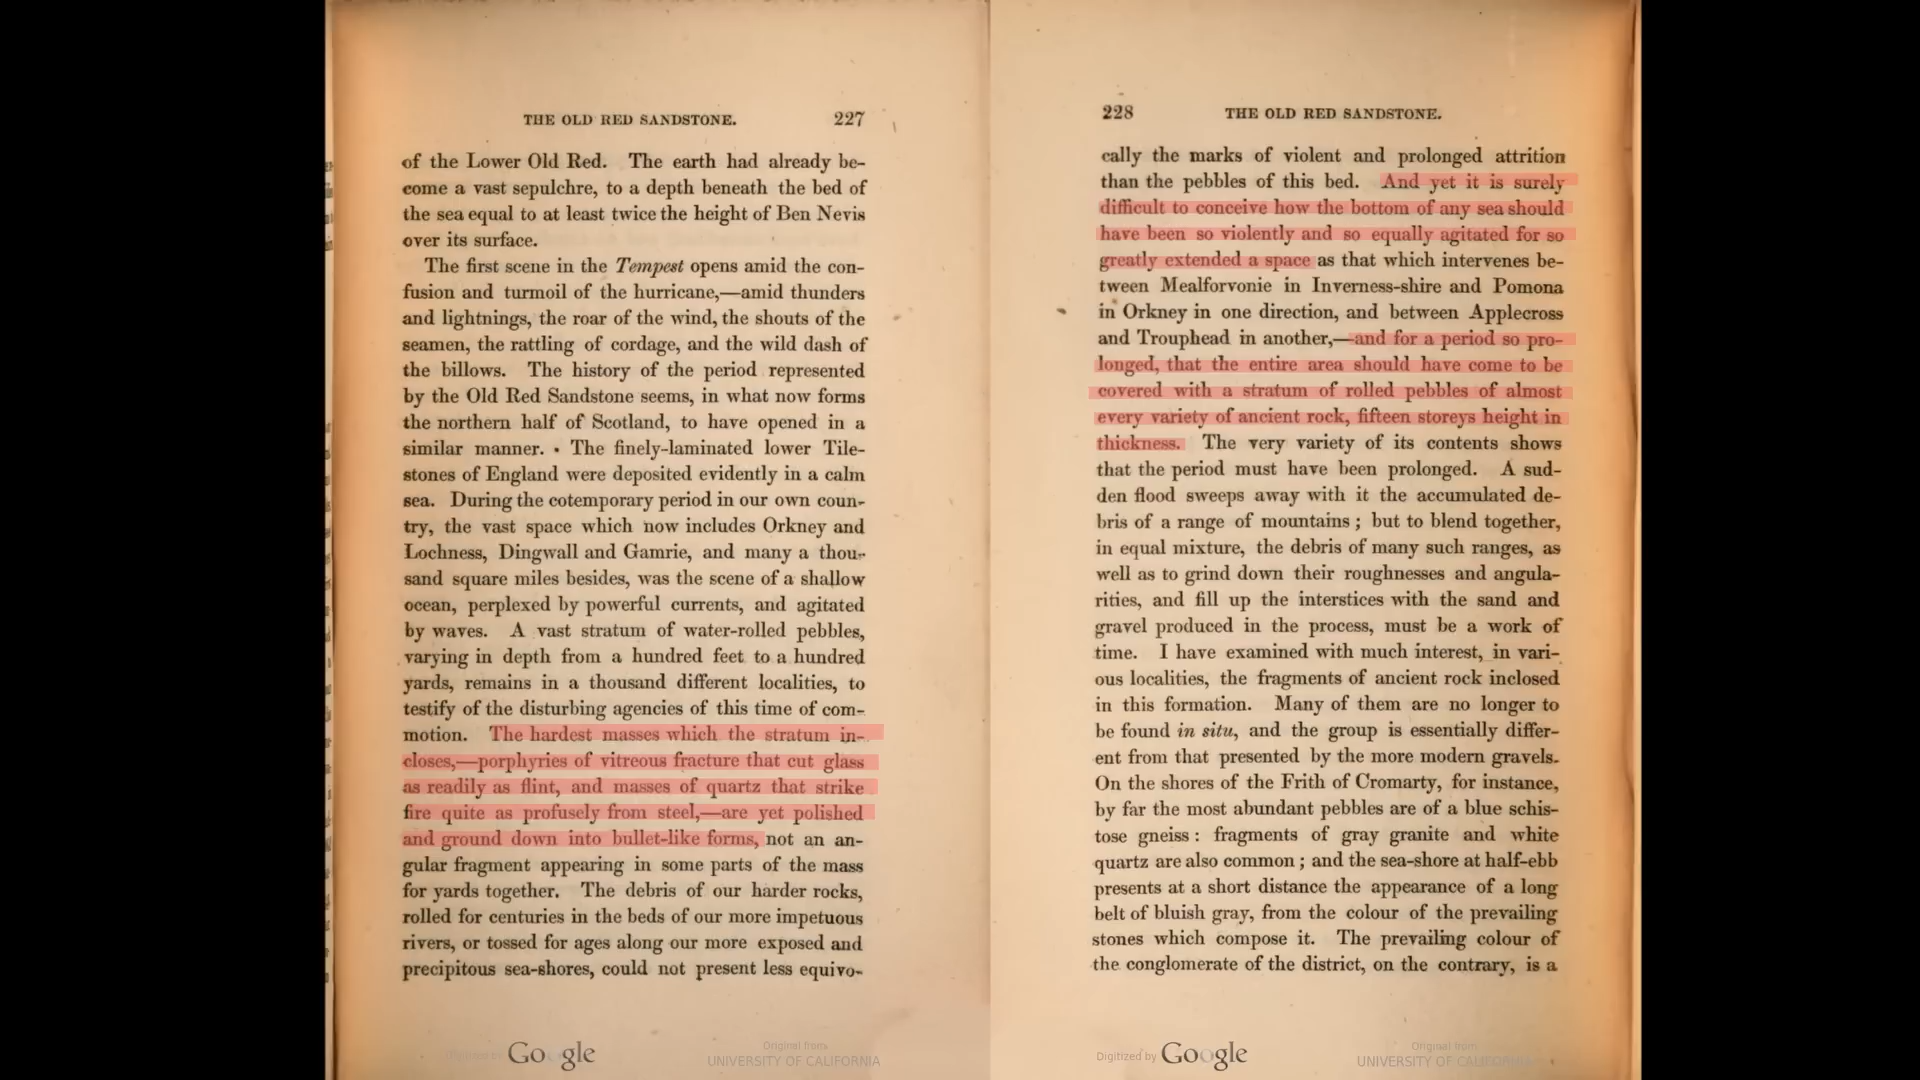 THE OLD RED SANDSTONE. 227
of the Lower Old Red. The earth had already be-
come a vast sepulchre, to a depth beneath the bed of
the sea equal to at least twice the height of Ben Nevis
over its surface.
The first scene in the Tempest opens amid the con-
fusion and turmoil of the hurricane,—amid thunders
and lightnings, the roar of the wind, the shouts of the
seamen, the rattling of cordage, and the wild dash of
the billows. The history of the period represented
by the Old Red Sandstone seems, in what now forms
the northern half of Scotland, to have opened in a
similar manner. The finely-laminated lower Tile-
stones of England were deposited evidently in a calm
sea. During the cotemporary period in our own coun-
try, the vast space which now includes Orkney and
Lochness, Dingwall and Gamrie, and many a thou-
sand square miles besides, was the scene of a shallow
ocean, perplexed by powerful currents, and agitated
by waves. A vast stratum of water-rolled pebbles,
varying in depth from a hundred feet to a hundred
yards, remains in a thousand different localities, to
testify of the disturbing agencies of this time of com-
motion. The hardest masses which the stratum in-
closes,—porphyries of vitreous fracture that cut glass
as readily as flint, and masses of quartz that strike
fire quite as profusely from steel,—are yet polished
and ground down into bullet-like forms, not an an-
gular fragment appearing in some parts of the mass
for yards together. The debris of our harder rocks,
rolled for centuries in the beds of our more impetuous
rivers, or tossed for ages along our more exposed and
precipitous sea-shores, could not present less equivo-
Digitized by Google
Original from
UNIVERSITY OF CALIFORNIA
228 THE OLD RED SANDSTONE.
cally the marks of violent and prolonged attrition
than the pebbles of this bed. And yet it is surely
difficult to conceive how the bottom of any sea should
have been so violently and so equally agitated for so
greatly extended a space as that which intervenes be-
tween Mealforvonie in Inverness-shire and Pomona
in Orkney in one direction, and between Applecross
and Trouphead in another,—and for a period so pro-
longed, that the entire area should have come to be
covered with a stratum of rolled pebbles of almost
every variety of ancient rock, fifteen storeys height in
thickness. The very variety of its contents shows
that the period must have been prolonged. A sud-
den flood sweeps away with it the accumulated de-
bris of a range of mountains; but to blend together,
in equal mixture, the debris of many such ranges, as
well as to grind down their roughnesses and angula-
rities, and fill up the interstices with the sand and
gravel produced in the process, must be a work of
time. I have examined with much interest, in vari-
ous localities, the fragments of ancient rock inclosed
in this formation. Many of them are no longer to
be found in situ, and the group is essentially differ-
ent from that presented by the more modern gravels.
On the shores of the Frith of Cromarty, for instance,
by far the most abundant pebbles are of a blue schis-
tose gneiss: fragments of gray granite and white
quartz are also common; and the sea-shore at half-ebb
presents at a short distance the appearance of a long
belt of bluish gray, from the colour of the prevailing
stones which compose it. The prevailing colour of
the conglomerate of the district, on the contrary, is a
Digitized by Google
Original from
UNIVERSITY OF CALIFORNIA